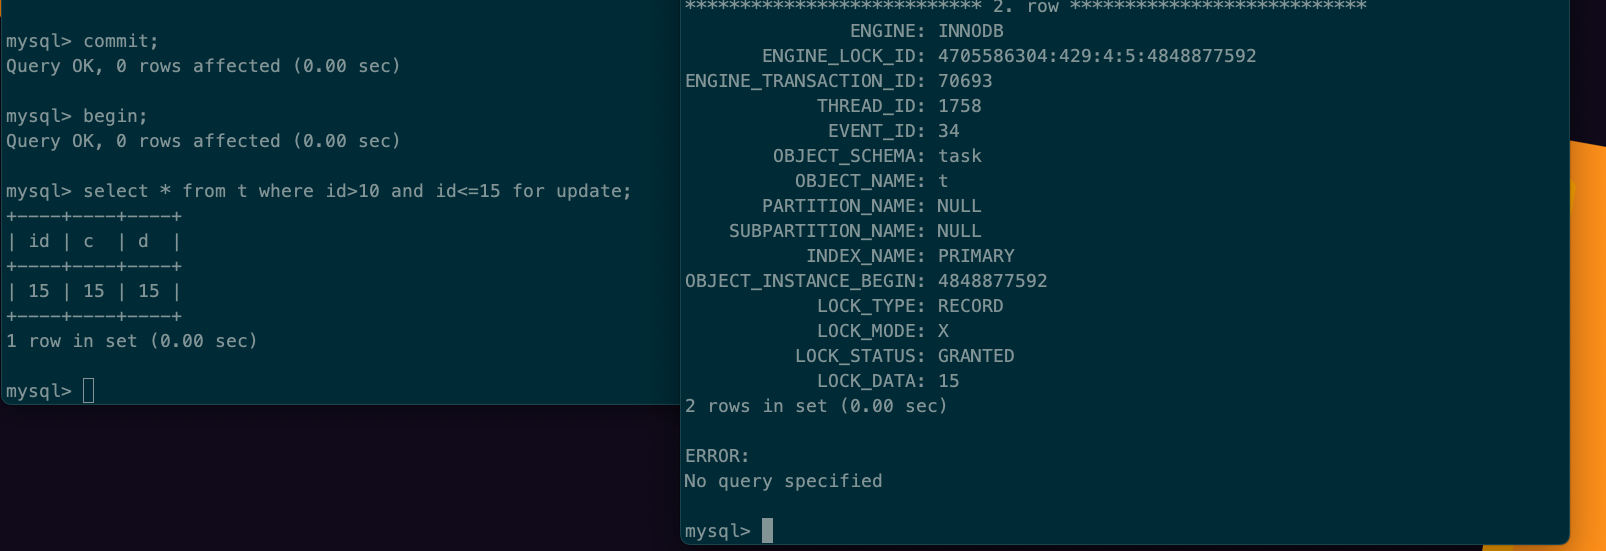 mysql> commit;
Query OK, 0 rows affected (0.00 sec)
mysql> begin;
Query OK, 0 rows affected (0.00 sec)
mysql> select * from t where id>10 and id<=15 for update;
+----+----+----+
| id | c  | d  |
+----+----+----+
| 15 | 15 | 15 |
+----+----+----+
1 row in set (0.00 sec)
mysql>
*************************** 2. row ***************************
ENGINE: INNODB
ENGINE_LOCK_ID: 4705586304:429:4:5:4848877592
ENGINE_TRANSACTION_ID: 70693
THREAD_ID: 1758
EVENT_ID: 34
OBJECT_SCHEMA: task
OBJECT_NAME: t
PARTITION_NAME: NULL
SUBPARTITION_NAME: NULL
INDEX_NAME: PRIMARY
OBJECT_INSTANCE_BEGIN: 4848877592
LOCK_TYPE: RECORD
LOCK_MODE: X
LOCK_STATUS: GRANTED
LOCK_DATA: 15
2 rows in set (0.00 sec)
ERROR:
No query specified
mysql>